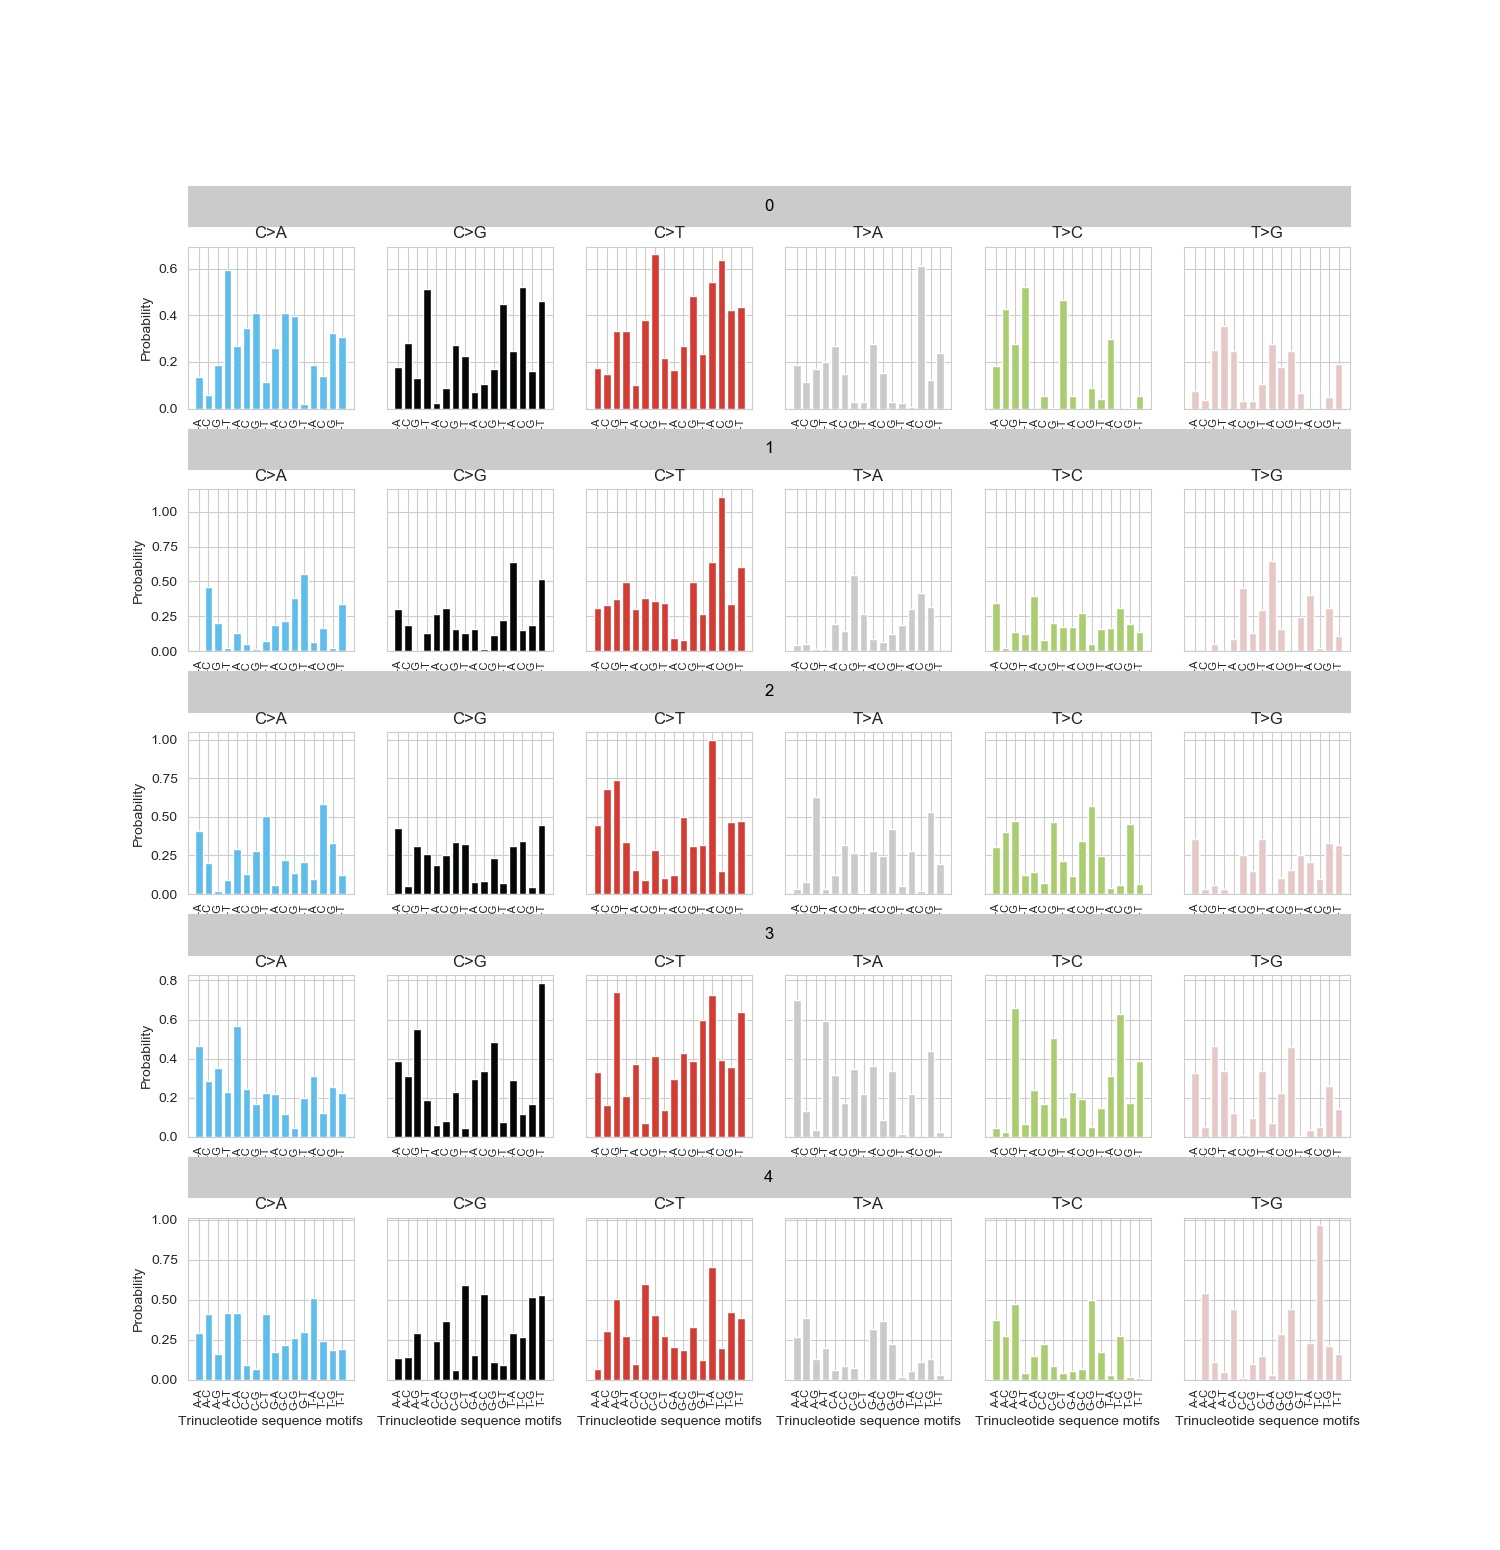 0
C>A C>G C>T T>A T>C T>G
Probability
0.6
0.4
0.2
0.0
1
C>A C>G C>T T>A T>C T>G
Probability
1.00
0.75
0.50
0.25
0.00
2
C>A C>G C>T T>A T>C T>G
Probability
1.00
0.75
0.50
0.25
0.00
3
C>A C>G C>T T>A T>C T>G
Probability
0.8
0.6
0.4
0.2
0.0
4
C>A C>G C>T T>A T>C T>G
Probability
1.00
0.75
0.50
0.25
0.00
A-A A-C A-G A-T C-A C-C C-G C-T G-A G-C G-G G-T T-A T-C T-G T-T
A-A A-C A-G A-T C-A C-C C-G C-T G-A G-C G-G G-T T-A T-C T-G T-T
A-A A-C A-G A-T C-A C-C C-G C-T G-A G-C G-G G-T T-A T-C T-G T-T
A-A A-C A-G A-T C-A C-C C-G C-T G-A G-C G-G G-T T-A T-C T-G T-T
A-A A-C A-G A-T C-A C-C C-G C-T G-A G-C G-G G-T T-A T-C T-G T-T
A-A A-C A-G A-T C-A C-C C-G C-T G-A G-C G-G G-T T-A T-C T-G T-T
Trinucleotide sequence motifs Trinucleotide sequence motifs Trinucleotide sequence motifs Trinucleotide sequence motifs Trinucleotide sequence motifs Trinucleotide sequence motifs